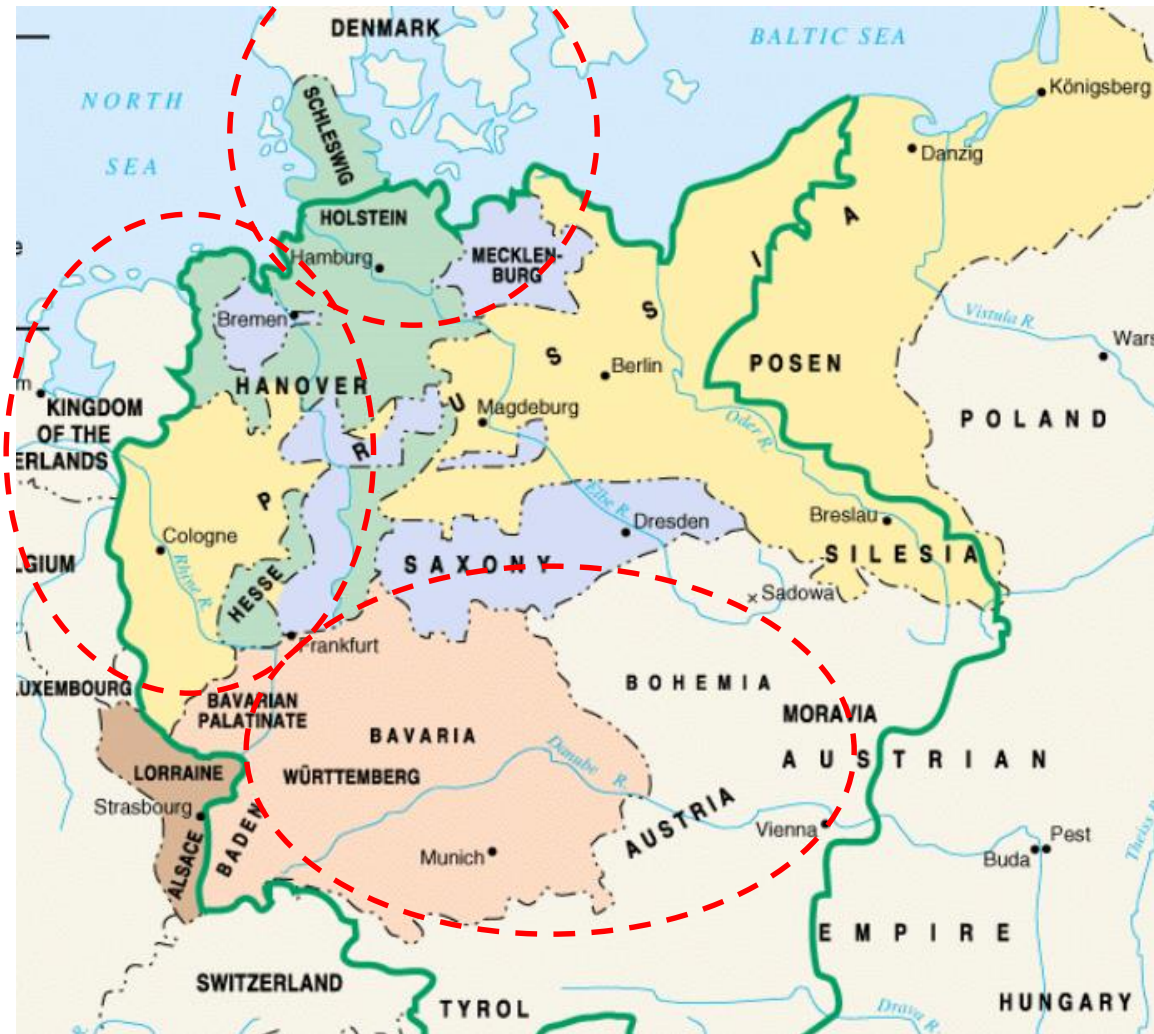 DENMARK
BALTIC SEA
NORTH
SEA
Königsberg
SCHLESWIG
Danzig
HOLSTEIN
Hamburg
MECKLEN-
BURG
Bremen
Vistula R.
Wars
HANOVER
PRUSSIA
Berlin
POSEN
m
KINGDOM
OF THE
ERLANDS
Magdeburg
Oder R.
POLAND
Elbe R.
Cologne
Dresden
Breslau
SILESIA
LGIUM
Rhine R.
HESSE
SAXONY
Sadowa
Frankfurt
LUXEMBOURG
BAVARIAN
PALATINATE
BOHEMIA
MORAVIA
BAVARIA
AUSTRIAN
LORRAINE
WÜRTTEMBERG
Danube R.
Strasbourg
BADEN
ALSACE
Munich
AUSTRIA
Vienna
Pest
Buda
Theiss R.
EMPIRE
SWITZERLAND
TYROL
Drava R.
HUNGARY